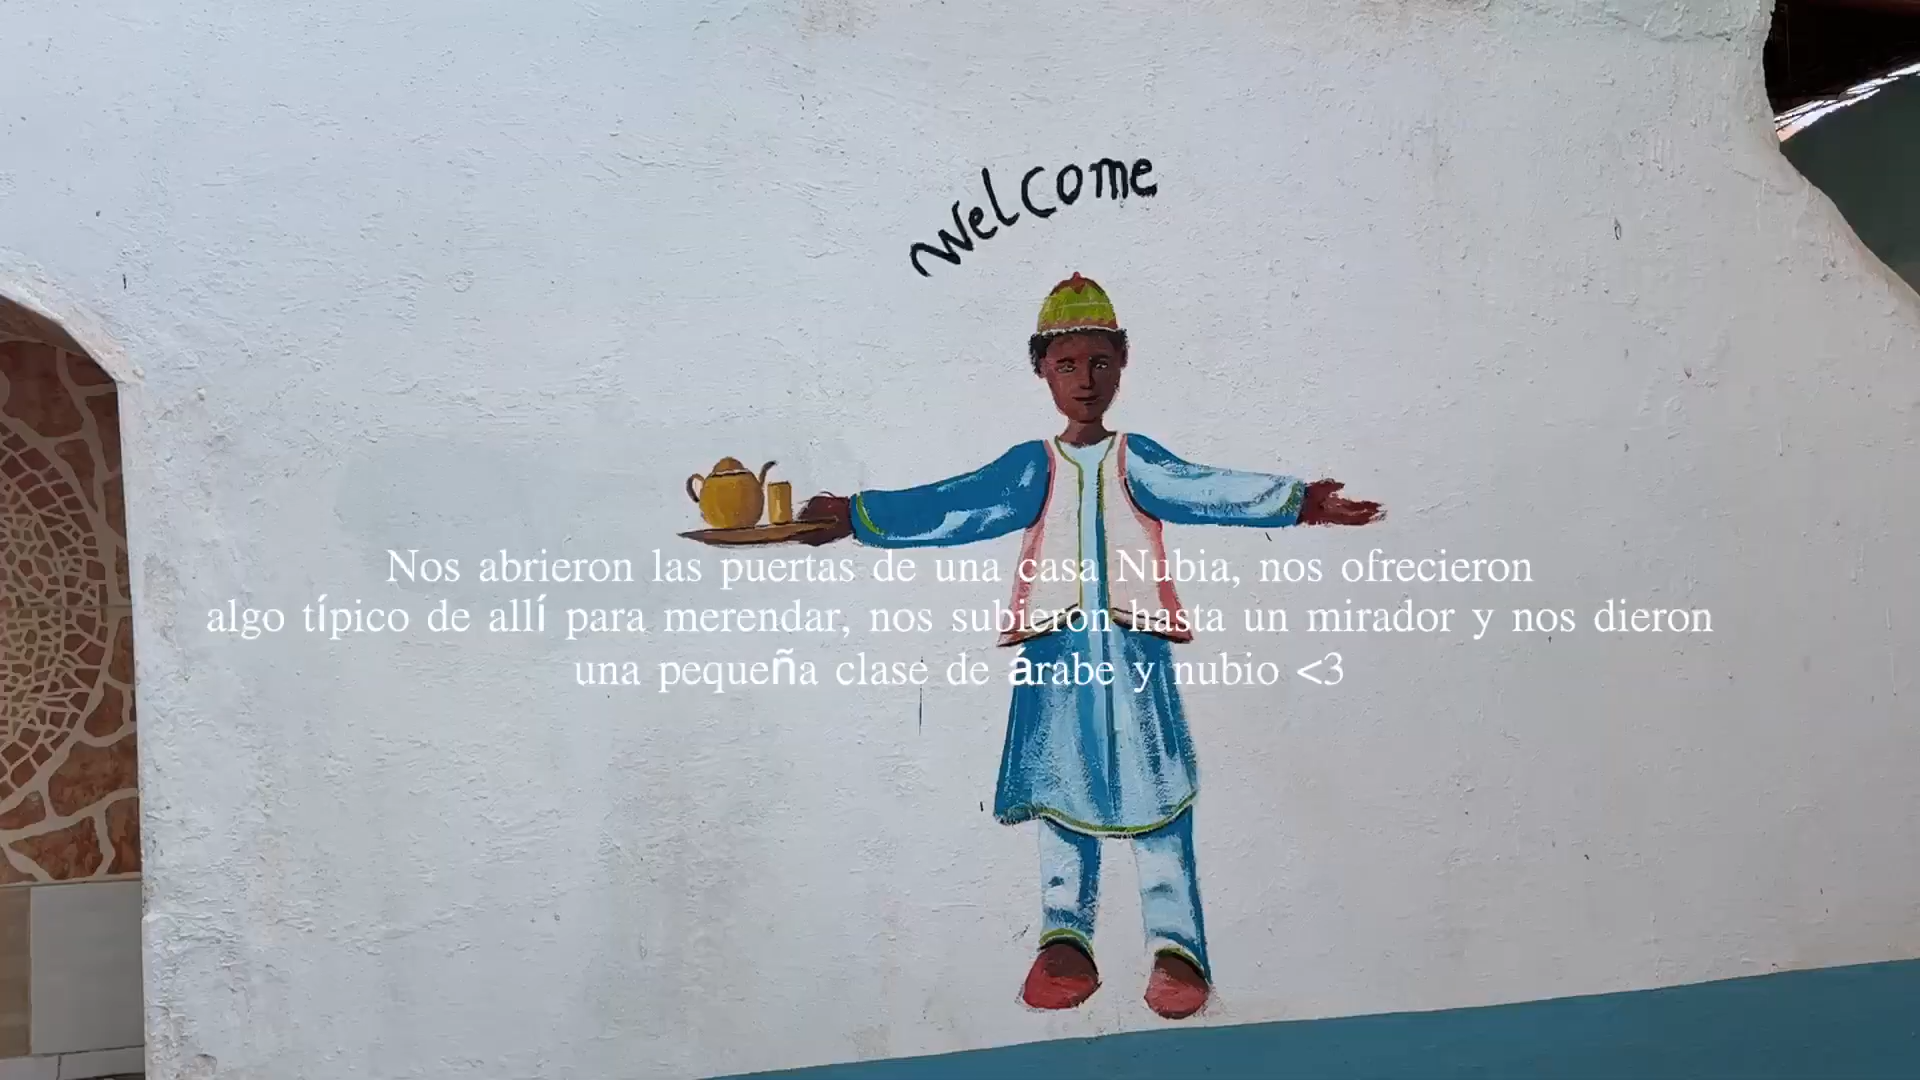 Welcome
Nos abrieron las puertas de una casa Nubia, nos ofrecieron
algo típico de allí para merendar, nos subieron hasta un mirador y nos dieron
una pequeña clase de árabe y nubio <3